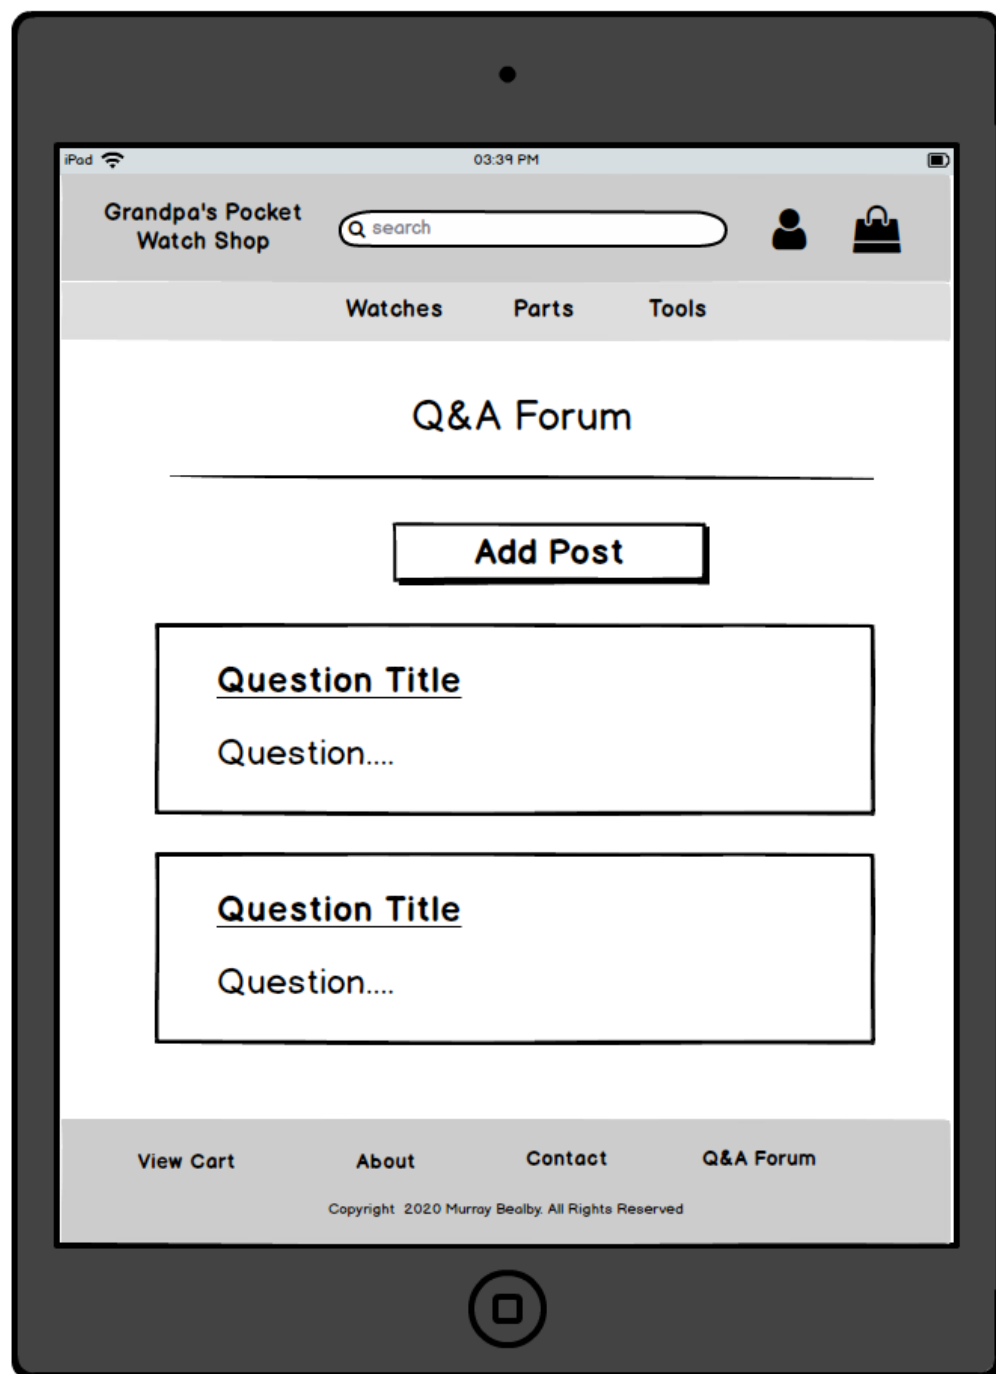 iPad 03:39 PM
Grandpa's Pocket
Watch Shop
search
Watches Parts Tools
Q&A Forum
Add Post
Question Title
Question....
Question Title
Question....
View Cart About Contact Q&A Forum
Copyright 2020 Murray Bealby. All Rights Reserved